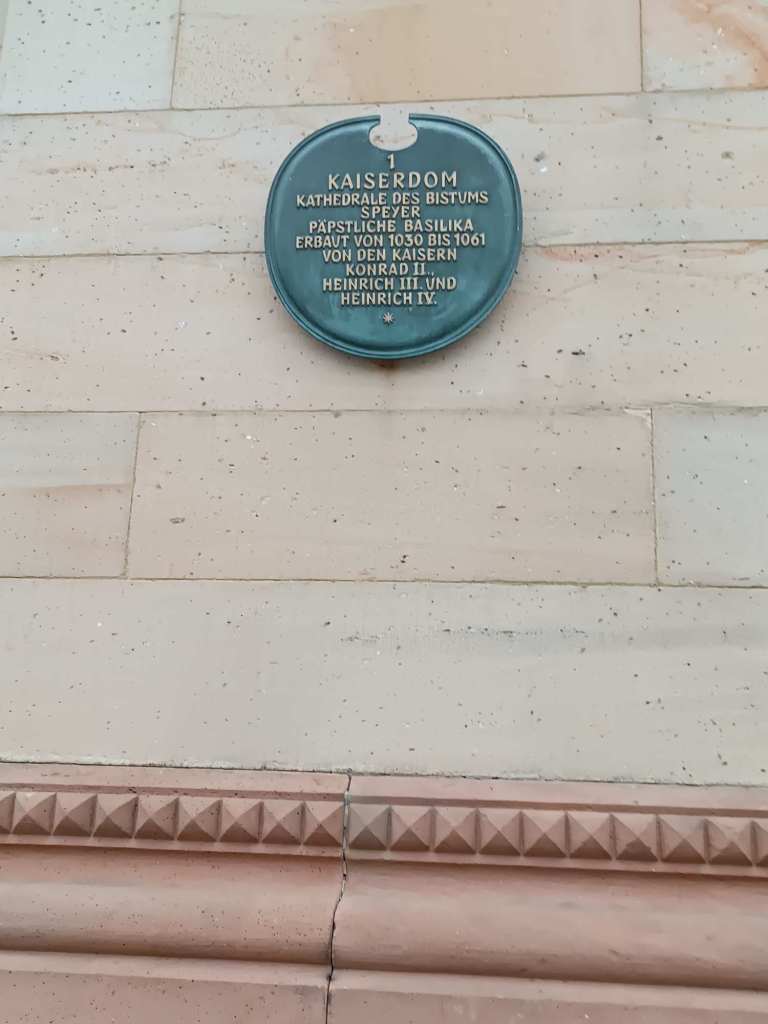 1
KAISERDOM
KATHEDRALE DES BISTUMS
SPEYER
PÄPSTLICHE BASILIKA
ERBAUT VON 1030 BIS 1061
VON DEN KAISERN
KONRAD II.,
HEINRICH III. UND
HEINRICH IV.